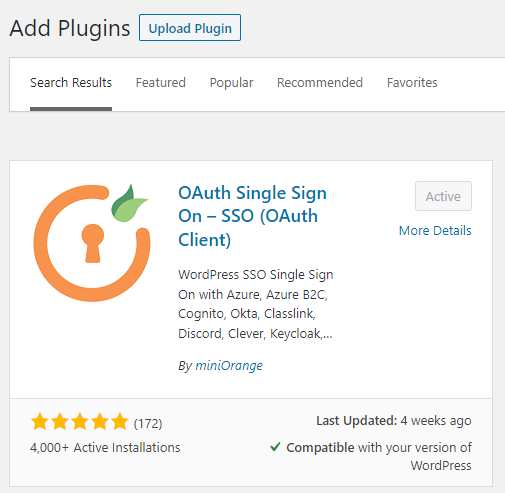 Add Plugins Upload Plugin
Search Results Featured Popular Recommended Favorites
OAuth Single Sign
On – SSO (OAuth
Client)
Active
More Details
WordPress SSO Single Sign
On with Azure, Azure B2C,
Cognito, Okta, Classlink,
Discord, Clever, Keycloak,...
By miniOrange
(172)
4,000+ Active Installations
Last Updated: 4 weeks ago
Compatible with your version of
WordPress